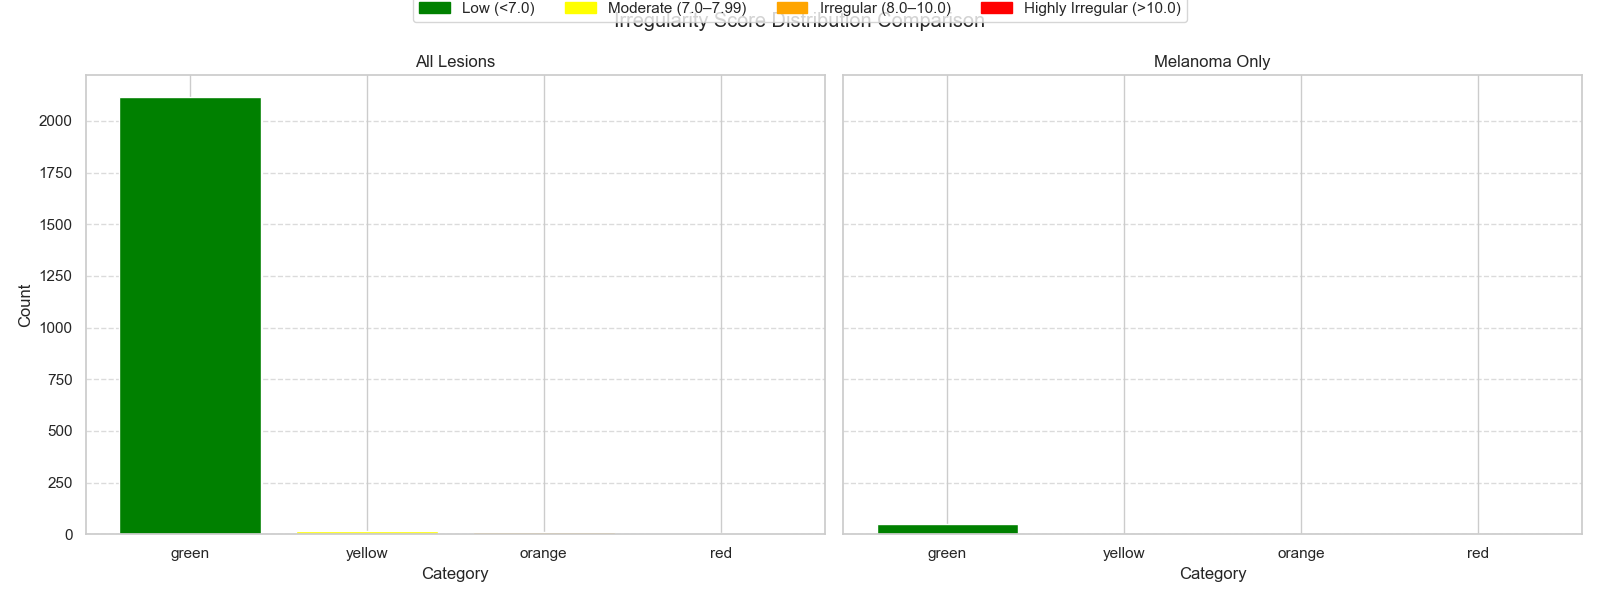 Low (<7.0) Moderate (7.0–7.99) Irregular (8.0–10.0) Highly Irregular (>10.0)
Irregularity Score Distribution Comparison
All Lesions
Melanoma Only
2000
1750
1500
1250
1000
750
500
250
0
Count
green yellow orange red
Category
green yellow orange red
Category